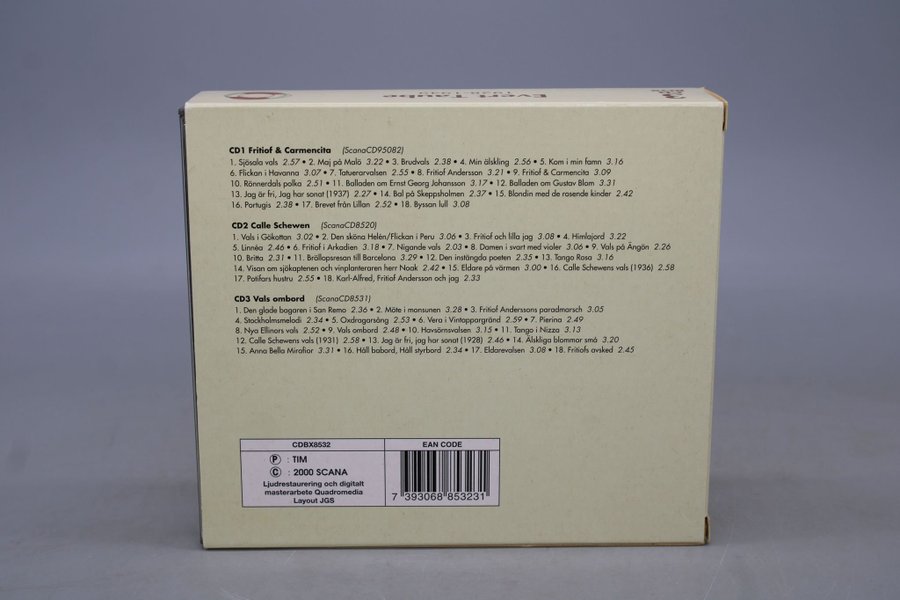 Evert Taube
CD1 Fritiof & Carmencita (ScanaCD95082)
1. Sjösala vals 2.57 • 2. Maj på Malö 3.22 • 3. Brudvals 2.38 • 4. Min älskling 2.56 • 5. Kom i min famn 3.16
6. Flickan i Havanna 3.07 • 7. Tatuerarvalsen 2.55 • 8. Fritiof Andersson 3.21 • 9. Fritiof & Carmencita 3.09
10. Rönnerdals polka 2.51 • 11. Balladen om Ernst Georg Johansson 3.17 • 12. Balladen om Gustav Blom 3.31
13. Jag är fri, Jag har sonat (1937) 2.27 • 14. Bal på Skeppsholmen 2.37 • 15. Blondin med de rosende kinder 2.42
16. Portugis 2.38 • 17. Brevet från Lillan 2.52 • 18. Byssan lull 3.08
CD2 Calle Schewen (ScanaCD8520)
1. Vals i Gökottan 3.02 • 2. Den sköna Helén/Flickan i Peru 3.06 • 3. Fritiof och lilla jag 3.08 • 4. Himlajord 3.22
5. Linnéa 2.46 • 6. Fritiof i Arkadien 3.18 • 7. Nigande vals 2.03 • 8. Damen i svart med violer 3.06 • 9. Vals på Ängön 2.26
10. Britta 2.31 • 11. Bröllopsresan till Barcelona 3.29 • 12. Den instängda poeten 2.35 • 13. Tango Rosa 3.16
14. Visan om sjökaptenen och vinplanteraren herr Noak 2.42 • 15. Eldare på värmen 3.00 • 16. Calle Schewens vals (1936) 2.58
17. Potifars hustru 2.55 • 18. Karl-Alfred, Fritiof Andersson och jag 2.33
CD3 Vals ombord (ScanaCD8531)
1. Den glade bagaren i San Remo 2.36 • 2. Möte i monsunen 3.28 • 3. Fritiof Anderssons paradmarsch 3.05
4. Stockholmsmelodi 2.34 • 5. Oxdragarsång 2.53 • 6. Vera i Vintappargränd 2.59 • 7. Pierina 2.49
8. Nya Ellinors vals 2.52 • 9. Vals ombord 2.48 • 10. Havsörnsvalsen 3.15 • 11. Tango i Nizza 3.13
12. Calle Schewens vals (1931) 2.58 • 13. Jag är fri, jag har sonat (1928) 2.46 • 14. Älskliga blommor små 3.20
15. Anna Bella Mirafior 3.31 • 16. Håll babord, Håll styrbord 2.34 • 17. Eldarevalsen 3.08 • 18. Fritiofs avsked 2.45
CDBX8532
Ⓟ : TIM
© : 2000 SCANA
Ljudrestaurering och digitalt
masterarbete Quadromedia
Layout JGS
EAN CODE
7 393068 853231